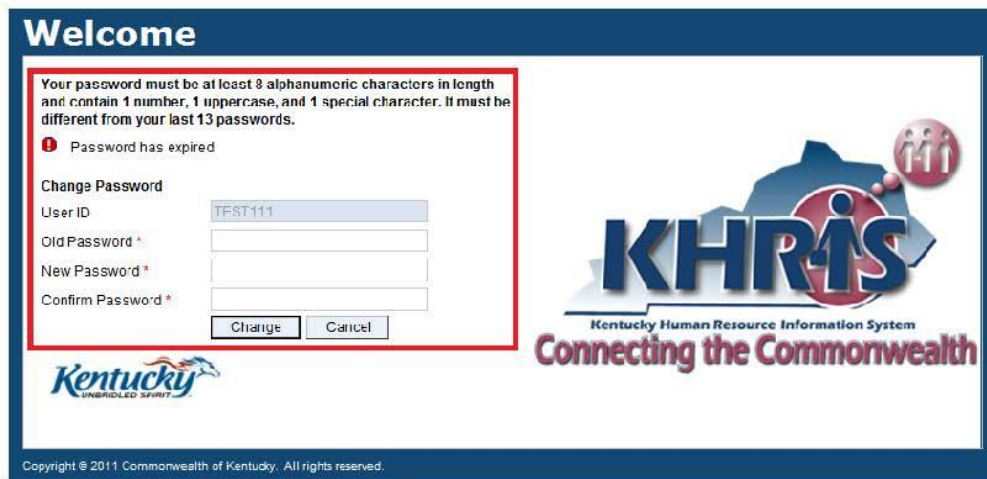 Welcome
Your password must be at least 8 alphanumeric characters in length
and contain 1 number, 1 uppercase, and 1 special character. It must be
different from your last 13 passwords.
Password has expired
Change Password
User ID TEST111
Old Password *
New Password *
Confirm Password *
Change Cancel
KHRIS
Kentucky Human Resource Information System
Connecting the Commonwealth
Kentucky
UNBRIDLED SPIRIT
Copyright © 2011 Commonwealth of Kentucky. All rights reserved.